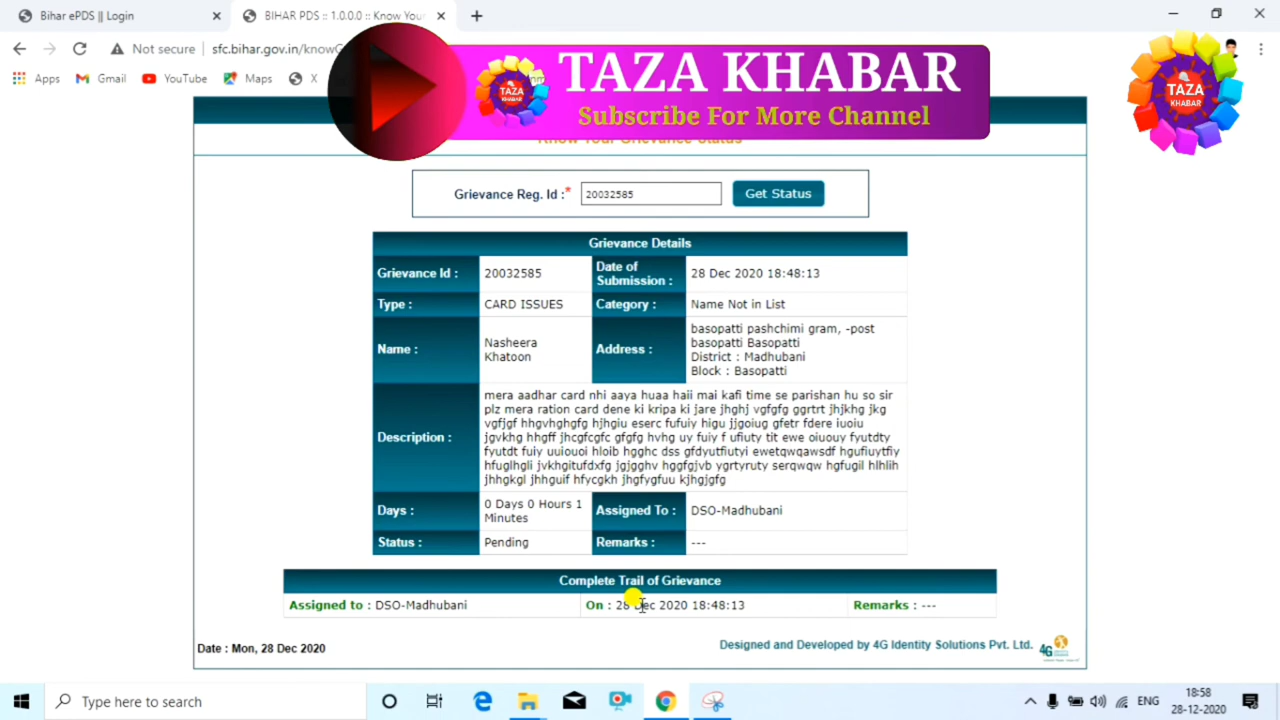 Bihar ePDS || Login
BIHAR PDS :: 1.0.0.0 :: Know Your
Not secure
sfc.bihar.gov.in/knowG
Apps
Gmail
YouTube
Maps
X
TAZA KHABAR
Subscribe For More Channel
TAZA
KHABAR
TAZA
KHABAR
Know Your Grievance Status
Grievance Reg. Id :* 20032585 Get Status
Grievance Details
Grievance Id : 20032585 Date of Submission : 28 Dec 2020 18:48:13
Type : CARD ISSUES Category : Name Not in List
Name : Nasheera Khatoon
Address : basopatti pashchimi gram, -post
basopatti Basopatti
District : Madhubani
Block : Basopatti
Description :
mera aadhar card nhi aaya huaa haii mai kafi time se parishan hu so sir
plz mera ration card dene ki kripa ki jare jhghj vgfgfg ggrtrt jhjkhg jkg
vgfjgf hhgvhghgfg hjhgiu eserc fufuiy higu jjgoiug gfetr fdere iuoiu
jgvkhg hhgff jhcgfcgfc gfgfg hvhg uy fuiy f ufiuty tit ewe oiuouy fyutdty
fyutdt fuiy uuiouoi hloib hgghc dss gfdyutfiutyi ewetqwqawsdf hgufiuytfiy
hfuglhgli jvkhgitufdxfg jgjgghv hggfgjvb ygrtyruty serqwqw hgfugil hlhlih
jhhgkgl jhhguif hfycgkh jhgfygfuu kjhgjgfg
Days : 0 Days 0 Hours 1 Minutes Assigned To : DSO-Madhubani
Status : Pending Remarks : ---
Complete Trail of Grievance
Assigned to : DSO-Madhubani On : 28 Dec 2020 18:48:13 Remarks : ---
Date : Mon, 28 Dec 2020
Designed and Developed by 4G Identity Solutions Pvt. Ltd.
4G
Type here to search
ENG
18:58
28-12-2020